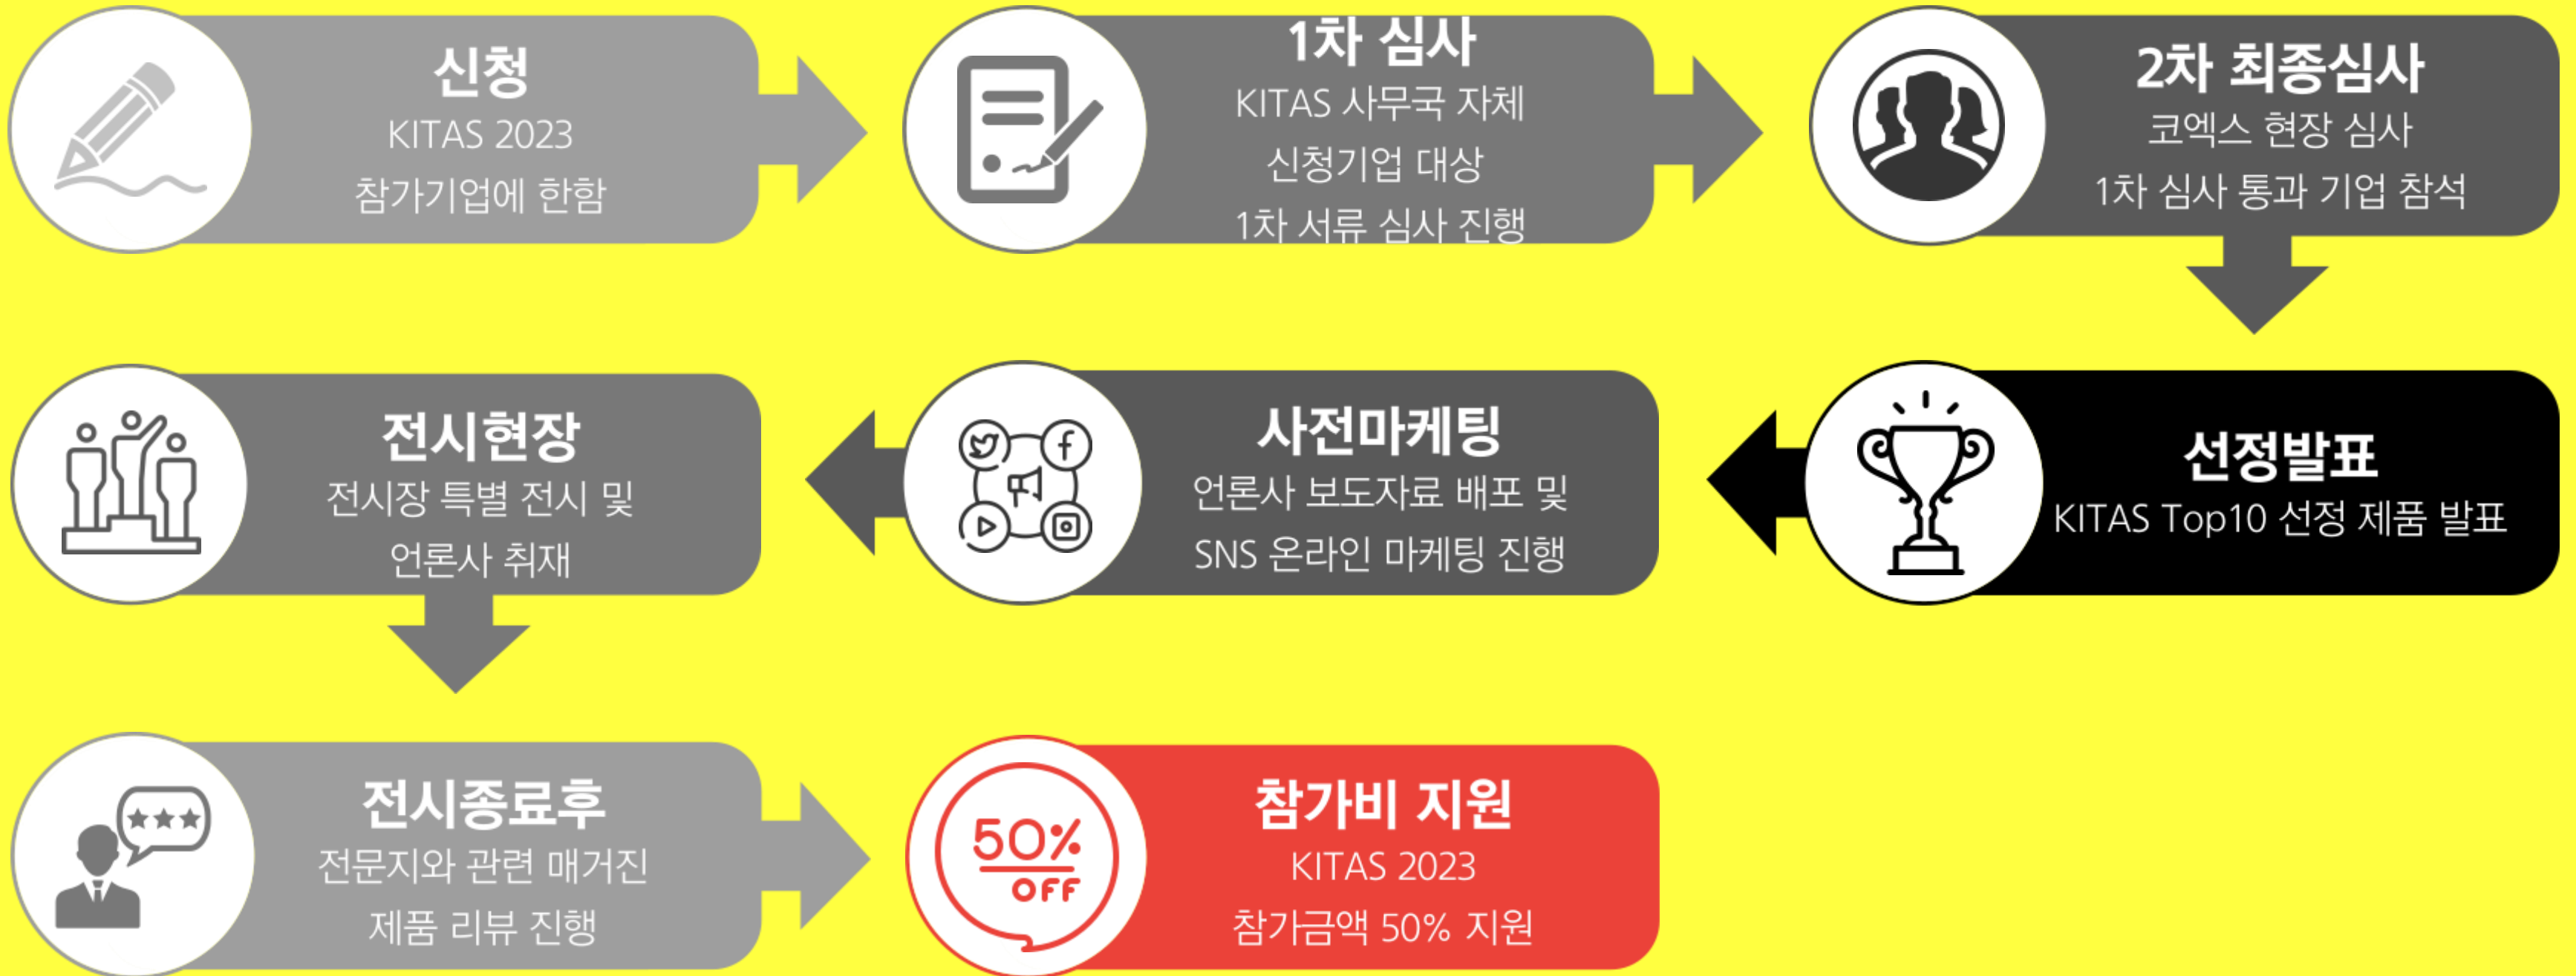 신청
KITAS 2023
참가기업에 한함
1차 심사
KITAS 사무국 자체
신청기업 대상
1차 서류 심사 진행
2차 최종심사
코엑스 현장 심사
1차 심사 통과 기업 참석
선정발표
KITAS Top10 선정 제품 발표
사전마케팅
언론사 보도자료 배포 및
SNS 온라인 마케팅 진행
전시현장
전시장 특별 전시 및
언론사 취재
전시종료후
전문지와 관련 매거진
제품 리뷰 진행
50%
OFF
참가비 지원
KITAS 2023
참가금액 50% 지원